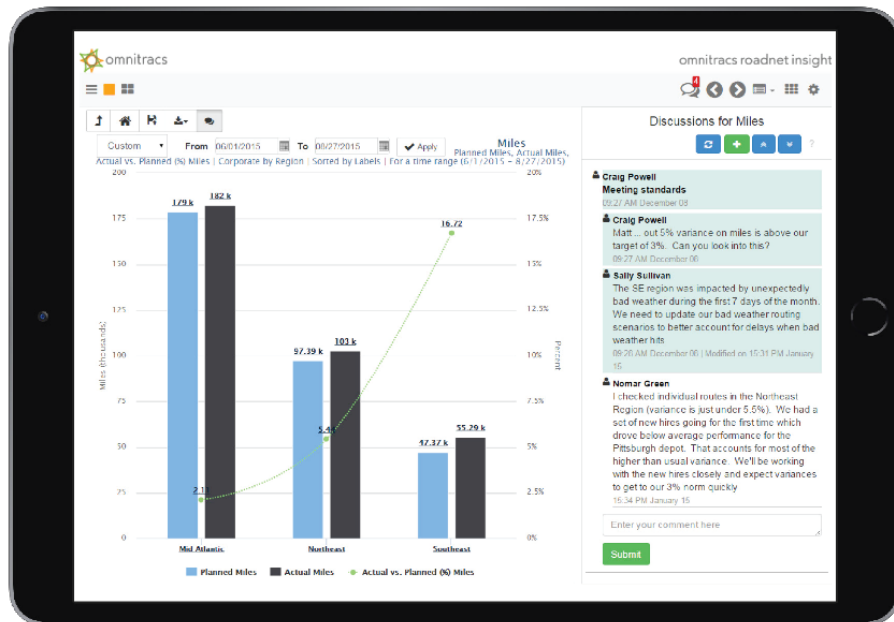 omnitracs
omnitracs roadnet insight
4
Discussions for Miles
Custom
From 06/01/2015
To 08/27/2015
Apply
Miles
Planned Miles, Actual Miles,
Actual vs. Planned (%) Miles | Corporate by Region | Sorted by Labels | For a time range (6/1/2015 – 8/27/2015)
?
200
175
150
125
100
75
50
25
0
Miles (thousands)
179 k
182 k
2.11
97.39 k
103 k
5.44
47.37 k
55.29 k
16.72
20%
17.5%
15%
12.5%
10%
7.5%
5%
2.5%
0%
Percent
Mid Atlantic
Northeast
Southeast
Planned Miles
Actual Miles
Actual vs. Planned (%) Miles
Craig Powell
Meeting standards
09:27 AM December 08
Craig Powell
Matt ... out 5% variance on miles is above our
target of 3%. Can you look into this?
09:27 AM December 08
Sally Sullivan
The SE region was impacted by unexpectedly
bad weather during the first 7 days of the month.
We need to update our bad weather routing
scenarios to better account for delays when bad
weather hits
09:28 AM December 08 | Modified on 15:31 PM January
15
Nomar Green
I checked individual routes in the Northeast
Region (variance is just under 5.5%). We had a
set of new hires going for the first time which
drove below average performance for the
Pittsburgh depot. That accounts for most of the
higher than usual variance. We'll be working
with the new hires closely and expect variances
to get to our 3% norm quickly
15:34 PM January 15
Enter your comment here
Submit